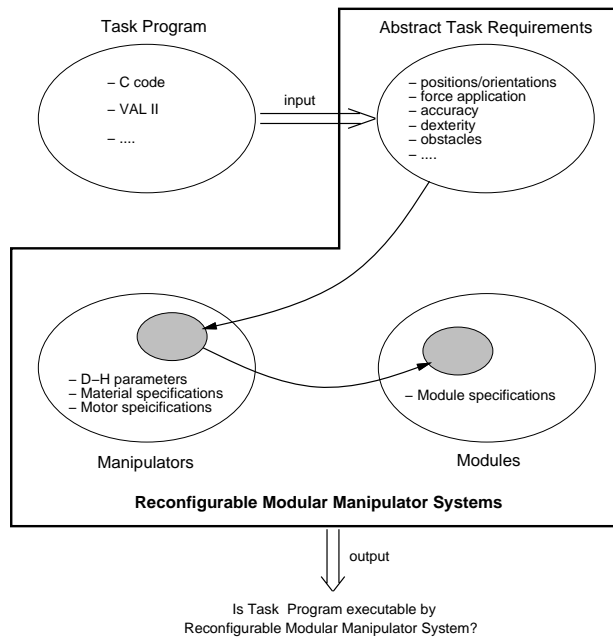 Task Program
– C code
– VAL II
– ....
input
Abstract Task Requirements
– positions/orientations
– force application
– accuracy
– dexterity
– obstacles
– ....
– D–H parameters
– Material specifications
– Motor speicifications
Manipulators
– Module specifications
Modules
Reconfigurable Modular Manipulator Systems
output
Is Task Program executable by
Reconfigurable Modular Manipulator System?